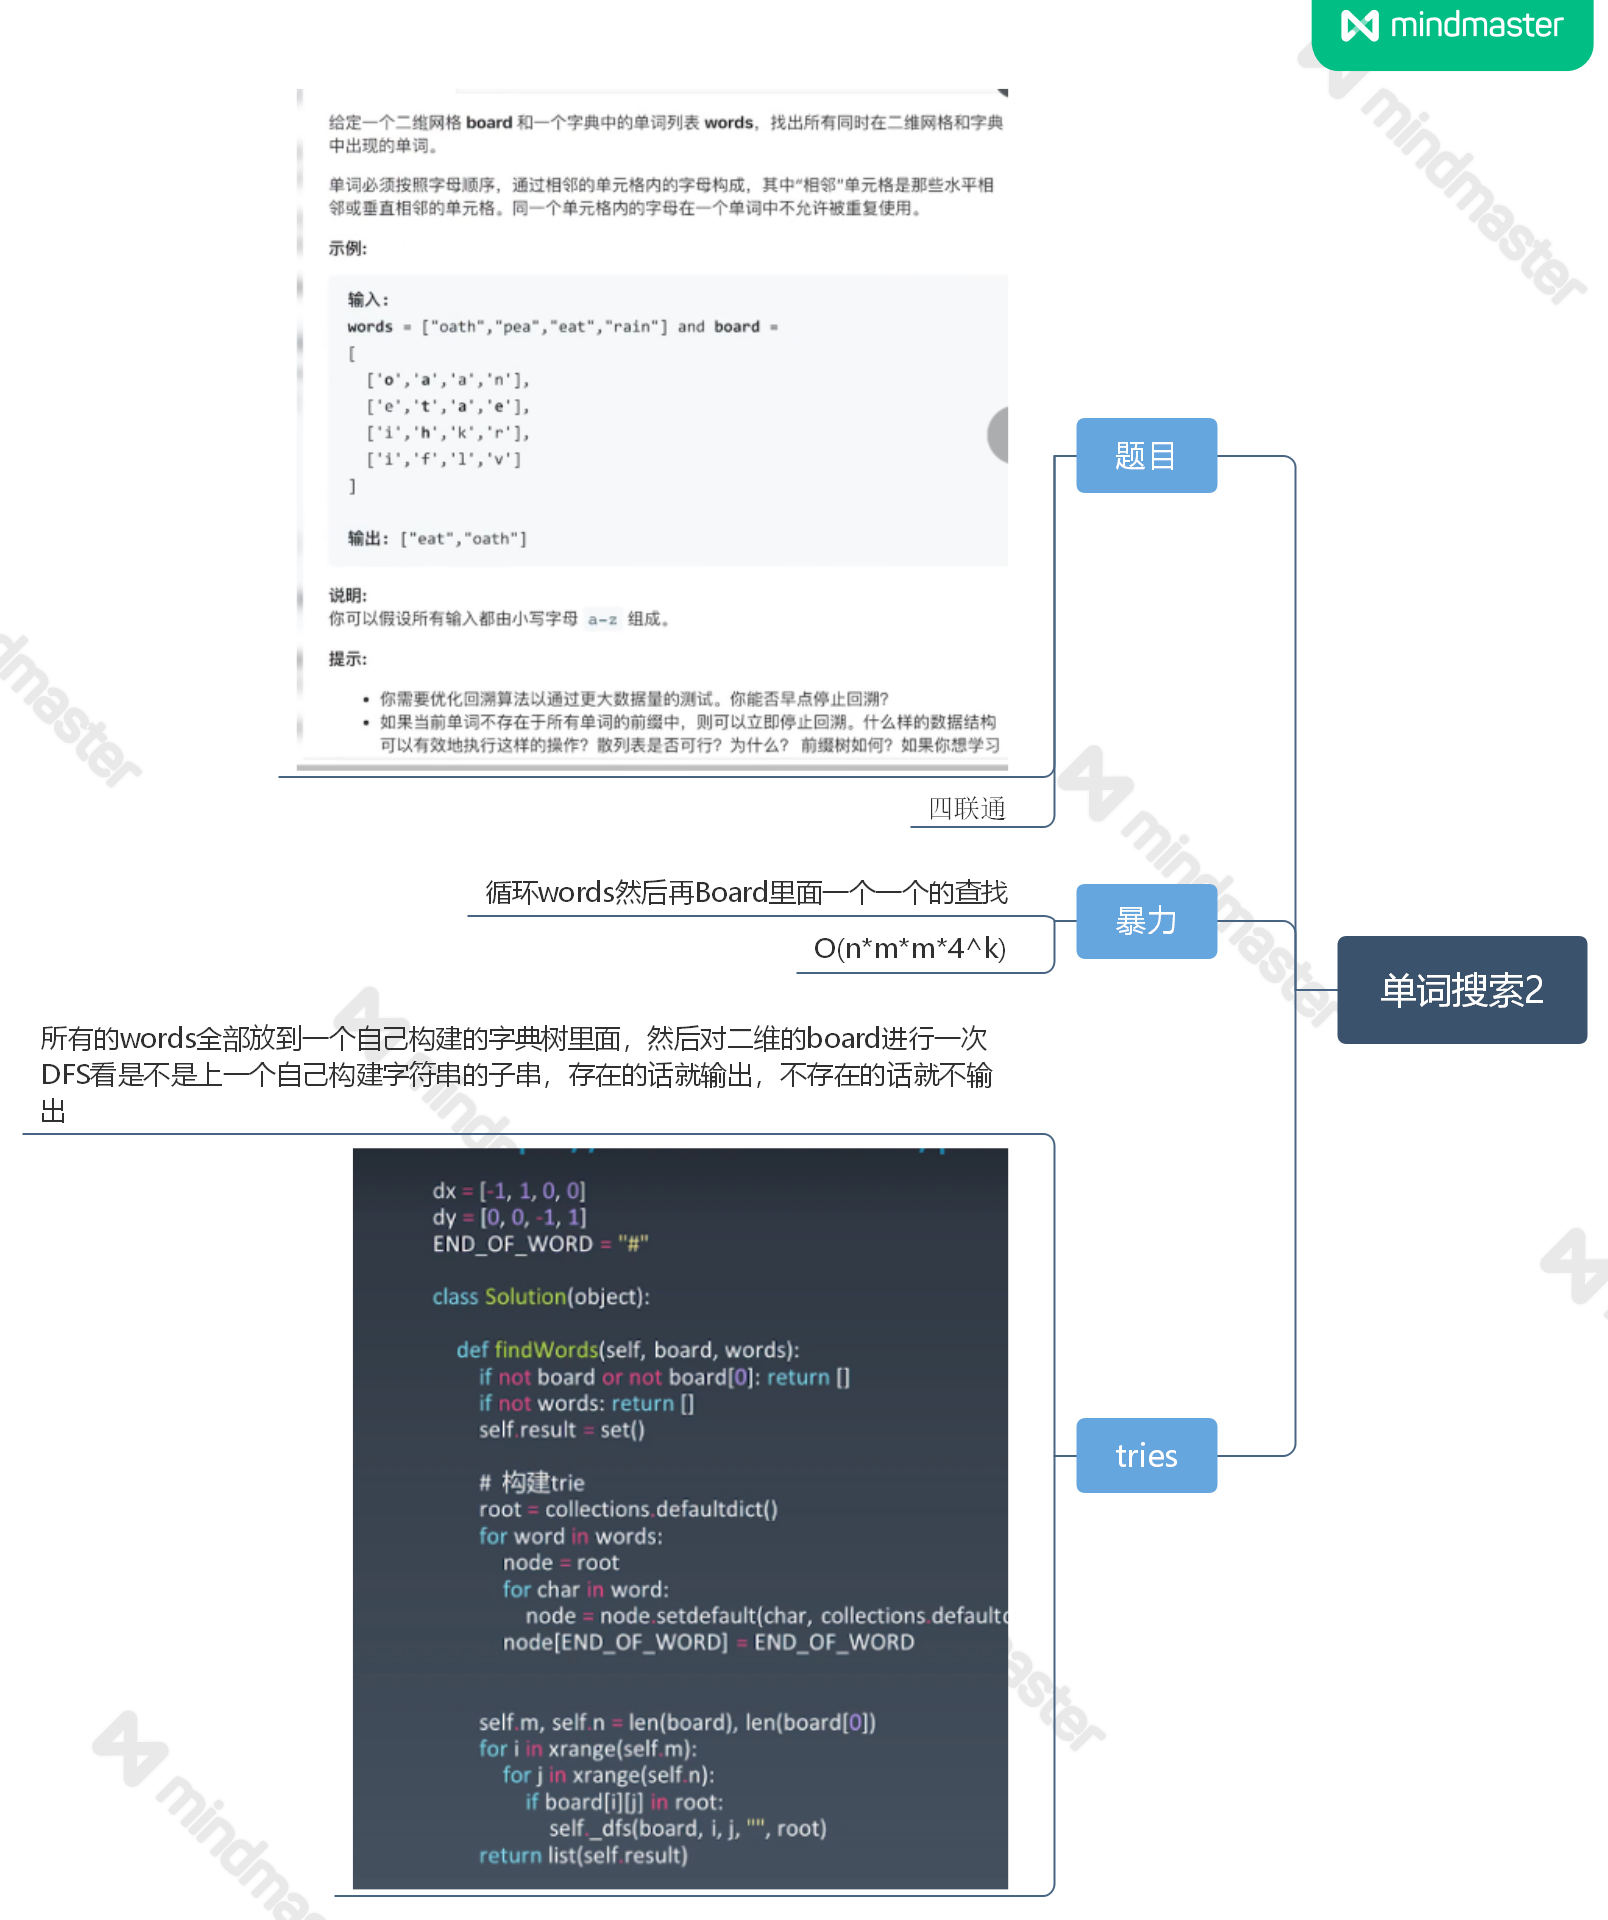 mindmaster
给定一个二维网格 board 和一个字典中的单词列表 words，找出所有同时在二维网格和字典
中出现的单词。
单词必须按照字母顺序，通过相邻的单元格内的字母构成，其中“相邻”单元格是那些水平相
邻或垂直相邻的单元格。同一个单元格内的字母在一个单词中不允许被重复使用。
示例:
输入:
words = ["oath","pea","eat","rain"] and board =
[
['o','a','a','n'],
['e','t','a','e'],
['i','h','k','r'],
['i','f','l','v']
]
输出: ["eat","oath"]
说明:
你可以假设所有输入都由小写字母 a-z 组成。
提示:
• 你需要优化回溯算法以通过更大数据量的测试。你能否早点停止回溯？
• 如果当前单词不存在于所有单词的前缀中，则可以立即停止回溯。什么样的数据结构
可以有效地执行这样的操作？散列表是否可行？为什么？ 前缀树如何？如果你想学习
题目
四联通
循环words然后再Board里面一个一个的查找
暴力
O(n*m*m*4^k)
单词搜索2
所有的words全部放到一个自己构建的字典树里面，然后对二维的board进行一次
DFS看是不是上一个自己构建字符串的子串，存在的话就输出，不存在的话就不输
出
dx = [-1, 1, 0, 0]
dy = [0, 0, -1, 1]
END_OF_WORD = "#"
class Solution(object):
def findWords(self, board, words):
if not board or not board[0]: return []
if not words: return []
self.result = set()
# 构建trie
root = collections.defaultdict()
for word in words:
node = root
for char in word:
node = node.setdefault(char, collections.default
node[END_OF_WORD] = END_OF_WORD
self.m, self.n = len(board), len(board[0])
for i in xrange(self.m):
for j in xrange(self.n):
if board[i][j] in root:
self._dfs(board, i, j, "", root)
return list(self.result)
tries
mindmaster
mindmaster